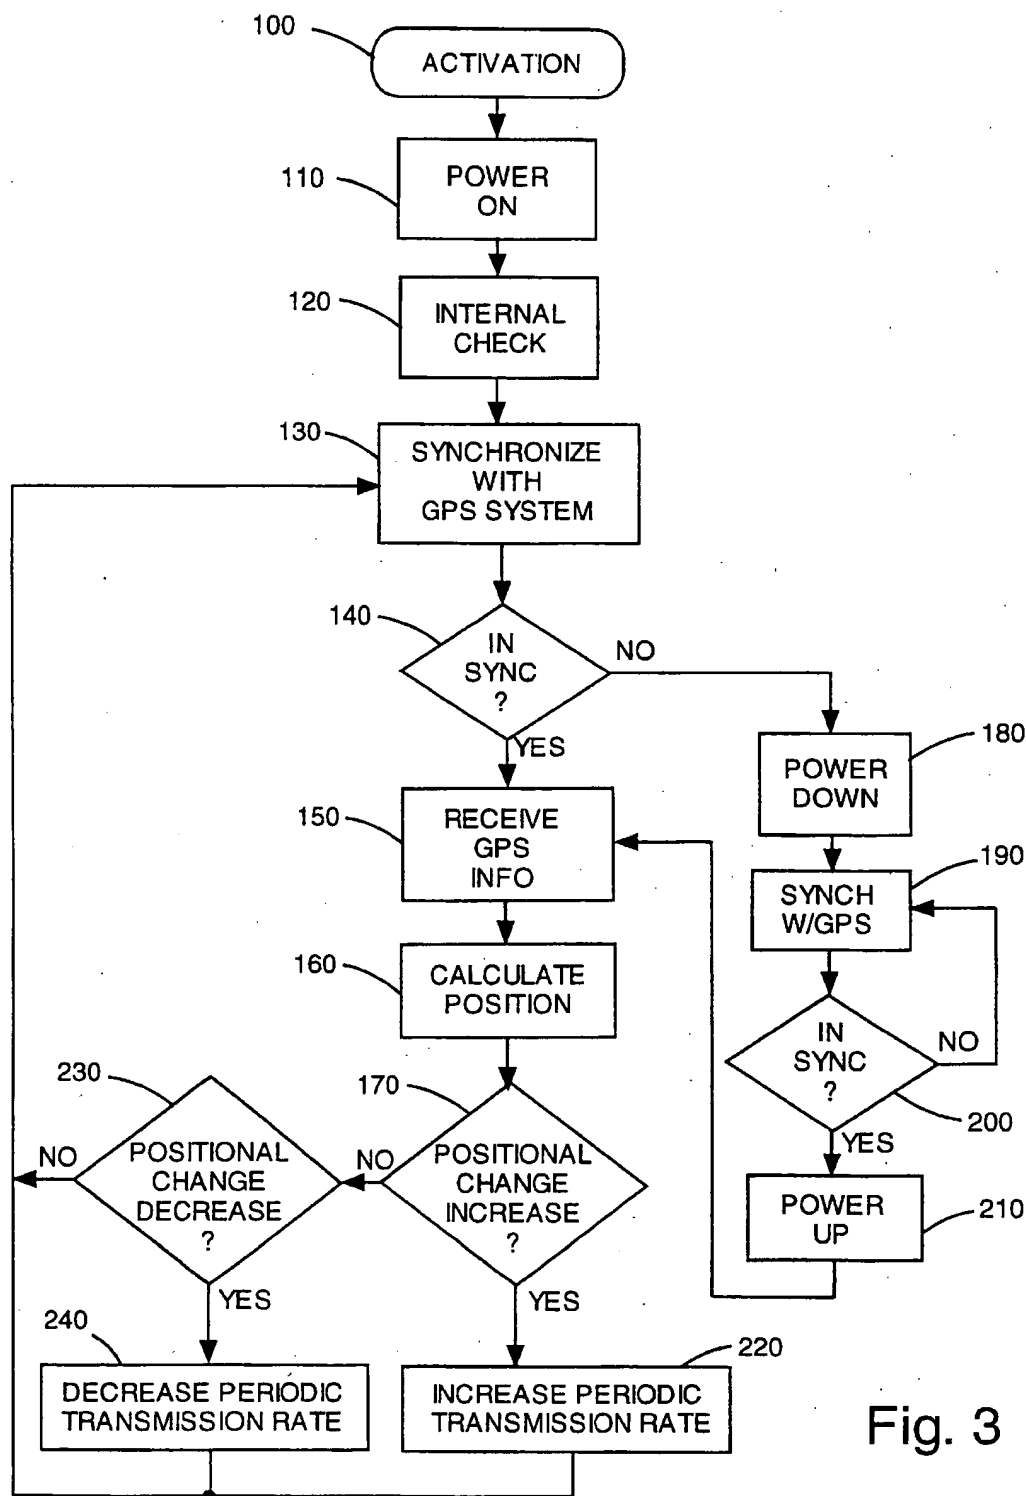 100
ACTIVATION
110
POWER
ON
120
INTERNAL
CHECK
130
SYNCHRONIZE
WITH
GPS SYSTEM
140
IN
SYNC
?
NO
YES
180
POWER
DOWN
150
RECEIVE
GPS
INFO
190
SYNCH
W/GPS
160
CALCULATE
POSITION
IN
SYNC
?
NO
200
YES
230
170
POSITIONAL
CHANGE
DECREASE
?
NO
POSITIONAL
CHANGE
INCREASE
?
NO
POWER
UP
210
YES
YES
240
220
DECREASE PERIODIC
TRANSMISSION RATE
INCREASE PERIODIC
TRANSMISSION RATE
Fig. 3